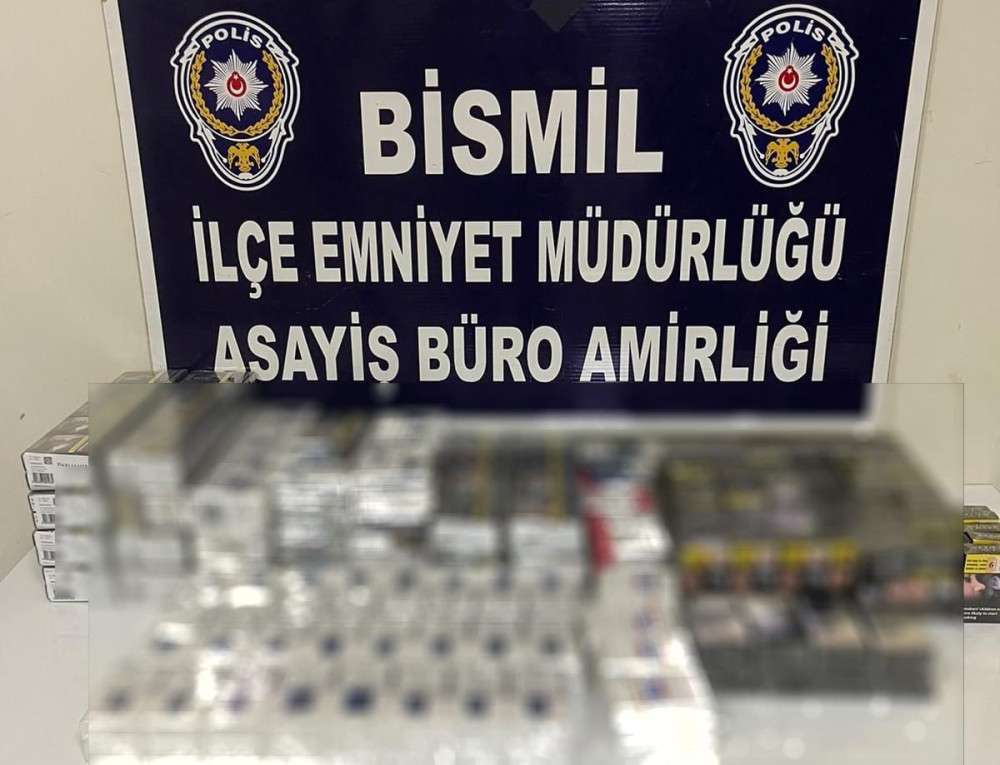 POLİS
POLİS
BİSMİL
İLÇE EMNİYET MÜDÜRLÜĞÜ
ASAYİS BÜRO AMİRLİĞİ